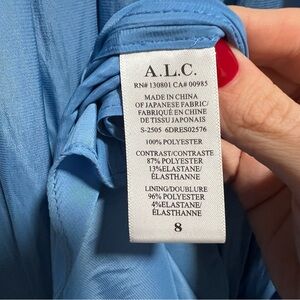 A.L.C.
RN# 130801 CA# 00985
MADE IN CHINA
OF JAPANESE FABRIC/
FABRIQUÉ EN CHINE
DE TISSU JAPONAIS
S-2505 6DRES02576
100% POLYESTER
CONTRAST/CONTRASTE
87% POLYESTER
13%ELASTANE/
ÉLASTHANNE
LINING/DOUBLURE
96% POLYESTER
4%ELASTANE/
ÉLASTHANNE
8